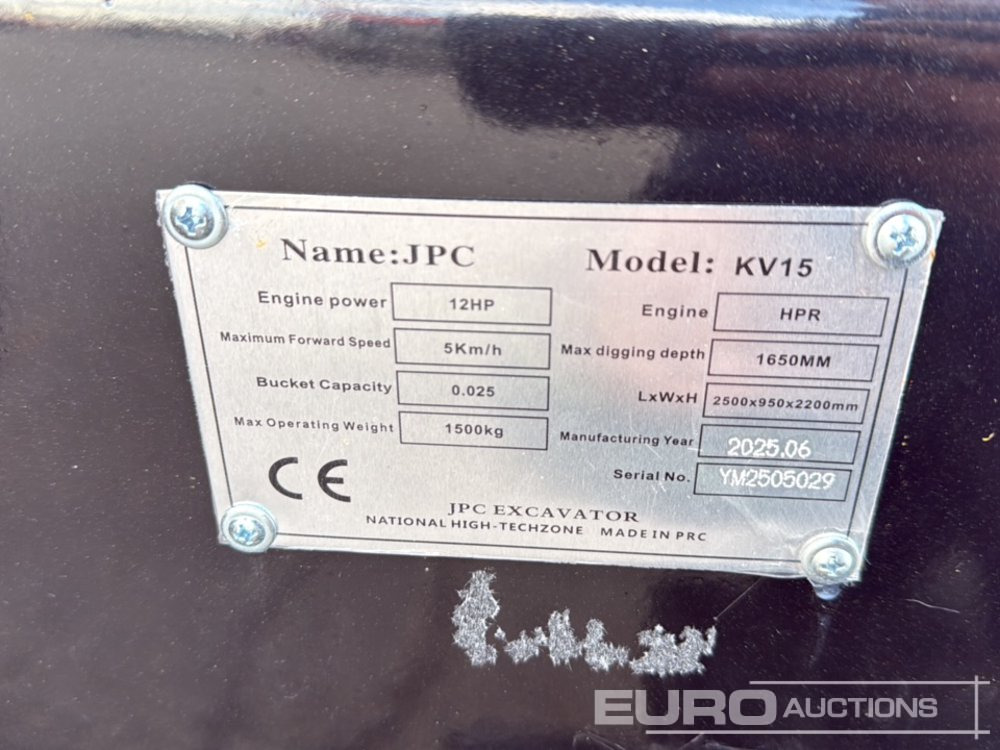 Name:JPC Model: KV15
Engine power 12HP Engine HPR
Maximum Forward Speed 5Km/h Max digging depth 1650MM
Bucket Capacity 0.025 LxWxH 2500x950x2200mm
Max Operating Weight 1500kg Manufacturing Year 2025.06
Serial No. YM2505029
CE
JPC EXCAVATOR
NATIONAL HIGH-TECHZONE MADE IN PRC
EURO AUCTIONS